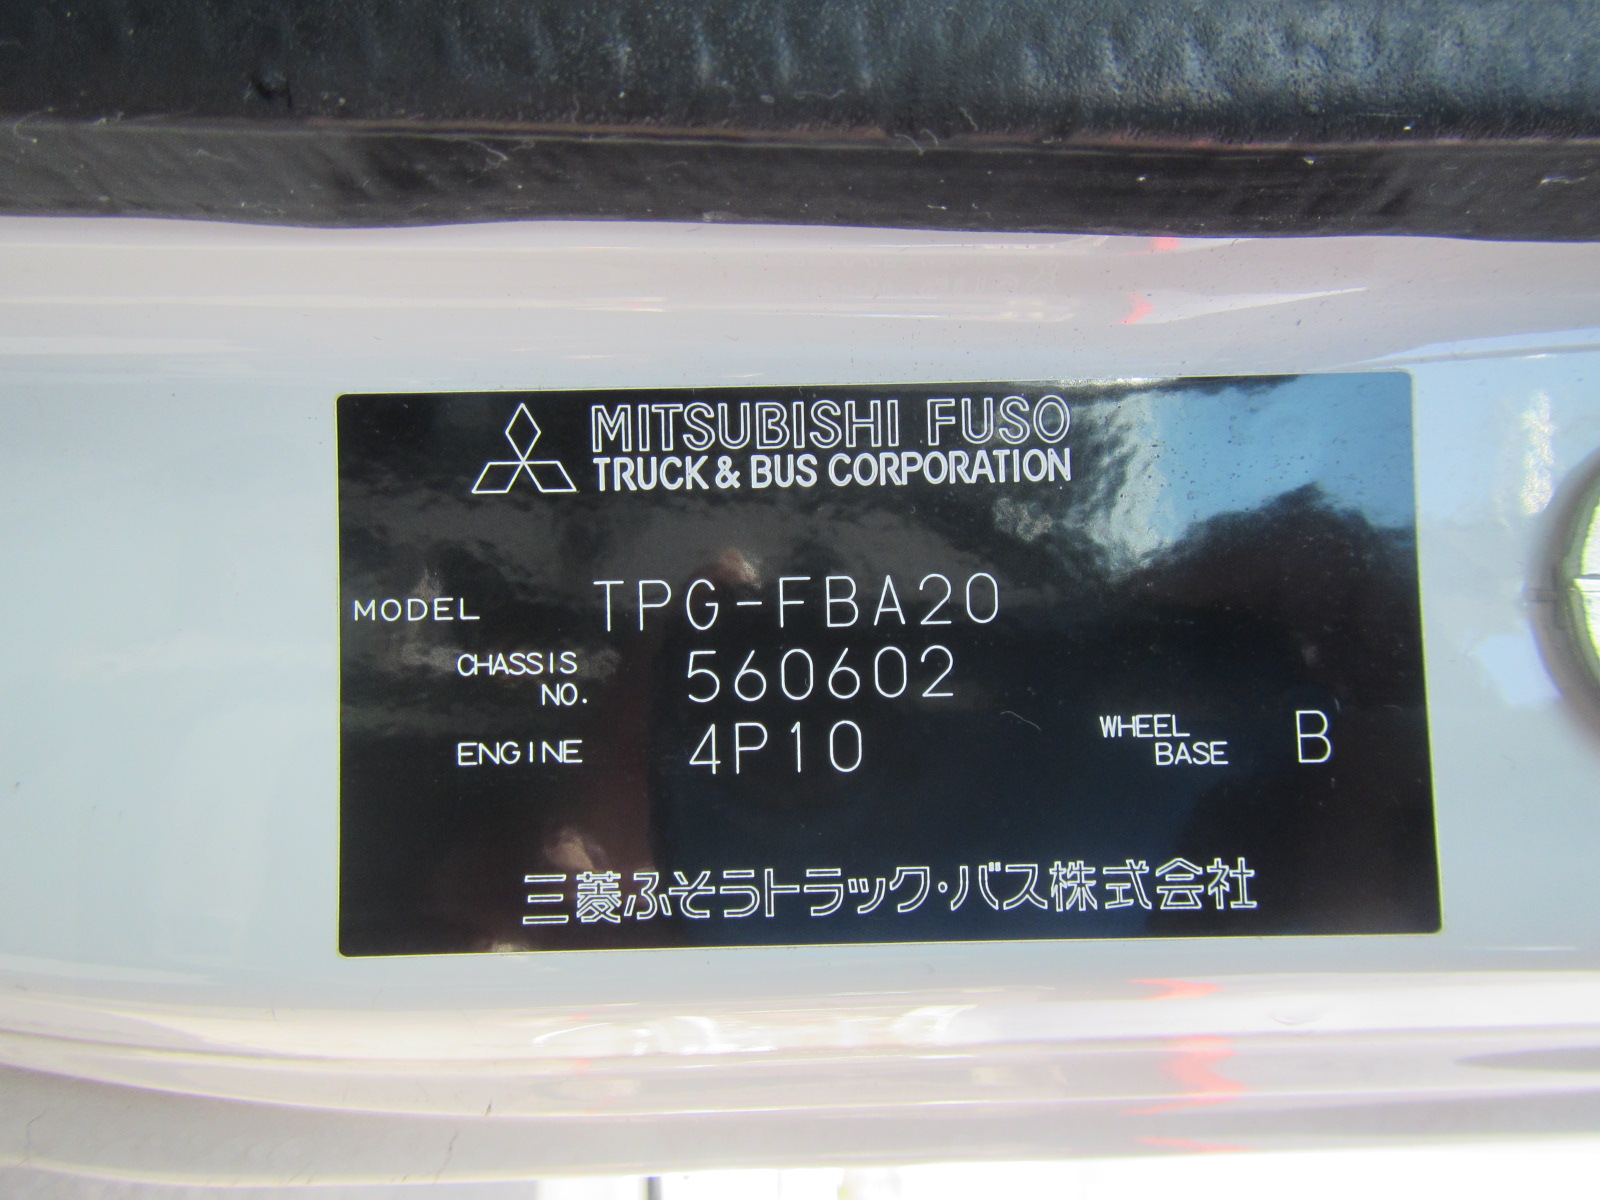 MITSUBISHI FUSO
TRUCK & BUS CORPORATION
MODEL TPG-FBA20
CHASSIS NO. 560602
ENGINE 4P10 WHEEL BASE B
三菱ふそうトラック・バス株式会社